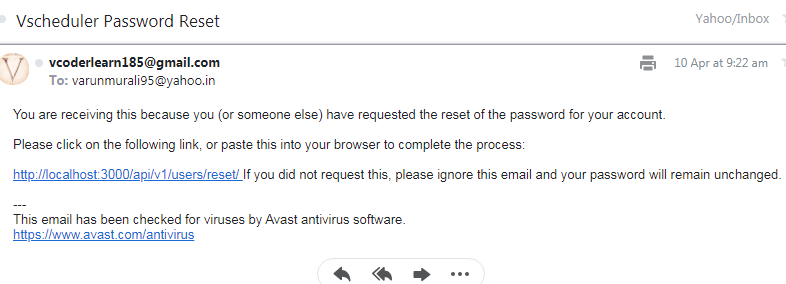 Vscheduler Password Reset
Yahoo/Inbox
V
vcoderlearn185@gmail.com
10 Apr at 9:22 am
To: varunmurali95@yahoo.in
You are receiving this because you (or someone else) have requested the reset of the password for your account.
Please click on the following link, or paste this into your browser to complete the process:
http://localhost:3000/api/v1/users/reset/ If you did not request this, please ignore this email and your password will remain unchanged.
---
This email has been checked for viruses by Avast antivirus software.
https://www.avast.com/antivirus